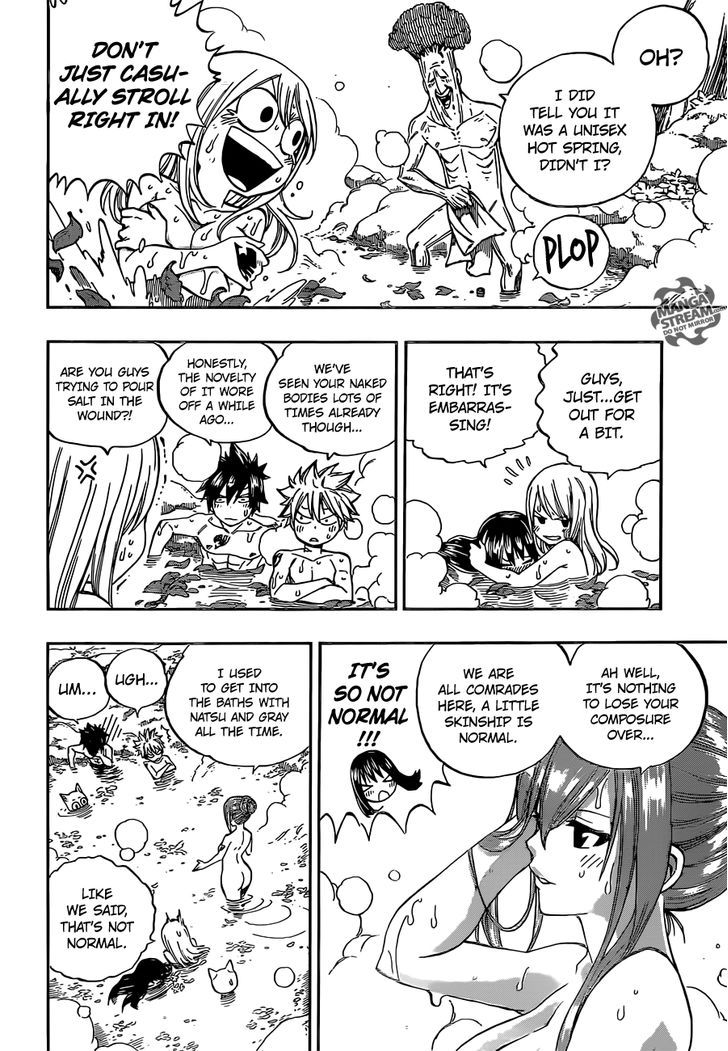 OH?
I DID
TELL YOU IT
WAS A UNISEX
HOT SPRING,
DIDN'T I?
PLOP
DON'T
JUST CASU-
ALLY STROLL
RIGHT IN!
MANGA
STREAM.COM
DO NOT MIRROR
GUYS,
JUST...GET
OUT FOR A
BIT.
THAT'S
RIGHT! IT'S
EMBARRAS-
SING!
WE'VE
SEEN YOUR NAKED
BODIES LOTS OF
TIMES ALREADY
THOUGH...
HONESTLY,
THE NOVELTY
OF IT WORE
OFF A WHILE
AGO...
ARE YOU GUYS
TRYING TO POUR
SALT IN THE
WOUND?!
AH WELL,
IT'S NOTHING
TO LOSE YOUR
COMPOSURE
OVER...
WE ARE
ALL COMRADES
HERE, A LITTLE
SKINSHIP IS
NORMAL.
IT'S
SO NOT
NORMAL
!!!
I USED
TO GET INTO
THE BATHS WITH
NATSU AND GRAY
ALL THE TIME.
UGH...
UM...
LIKE
WE SAID,
THAT'S NOT
NORMAL.